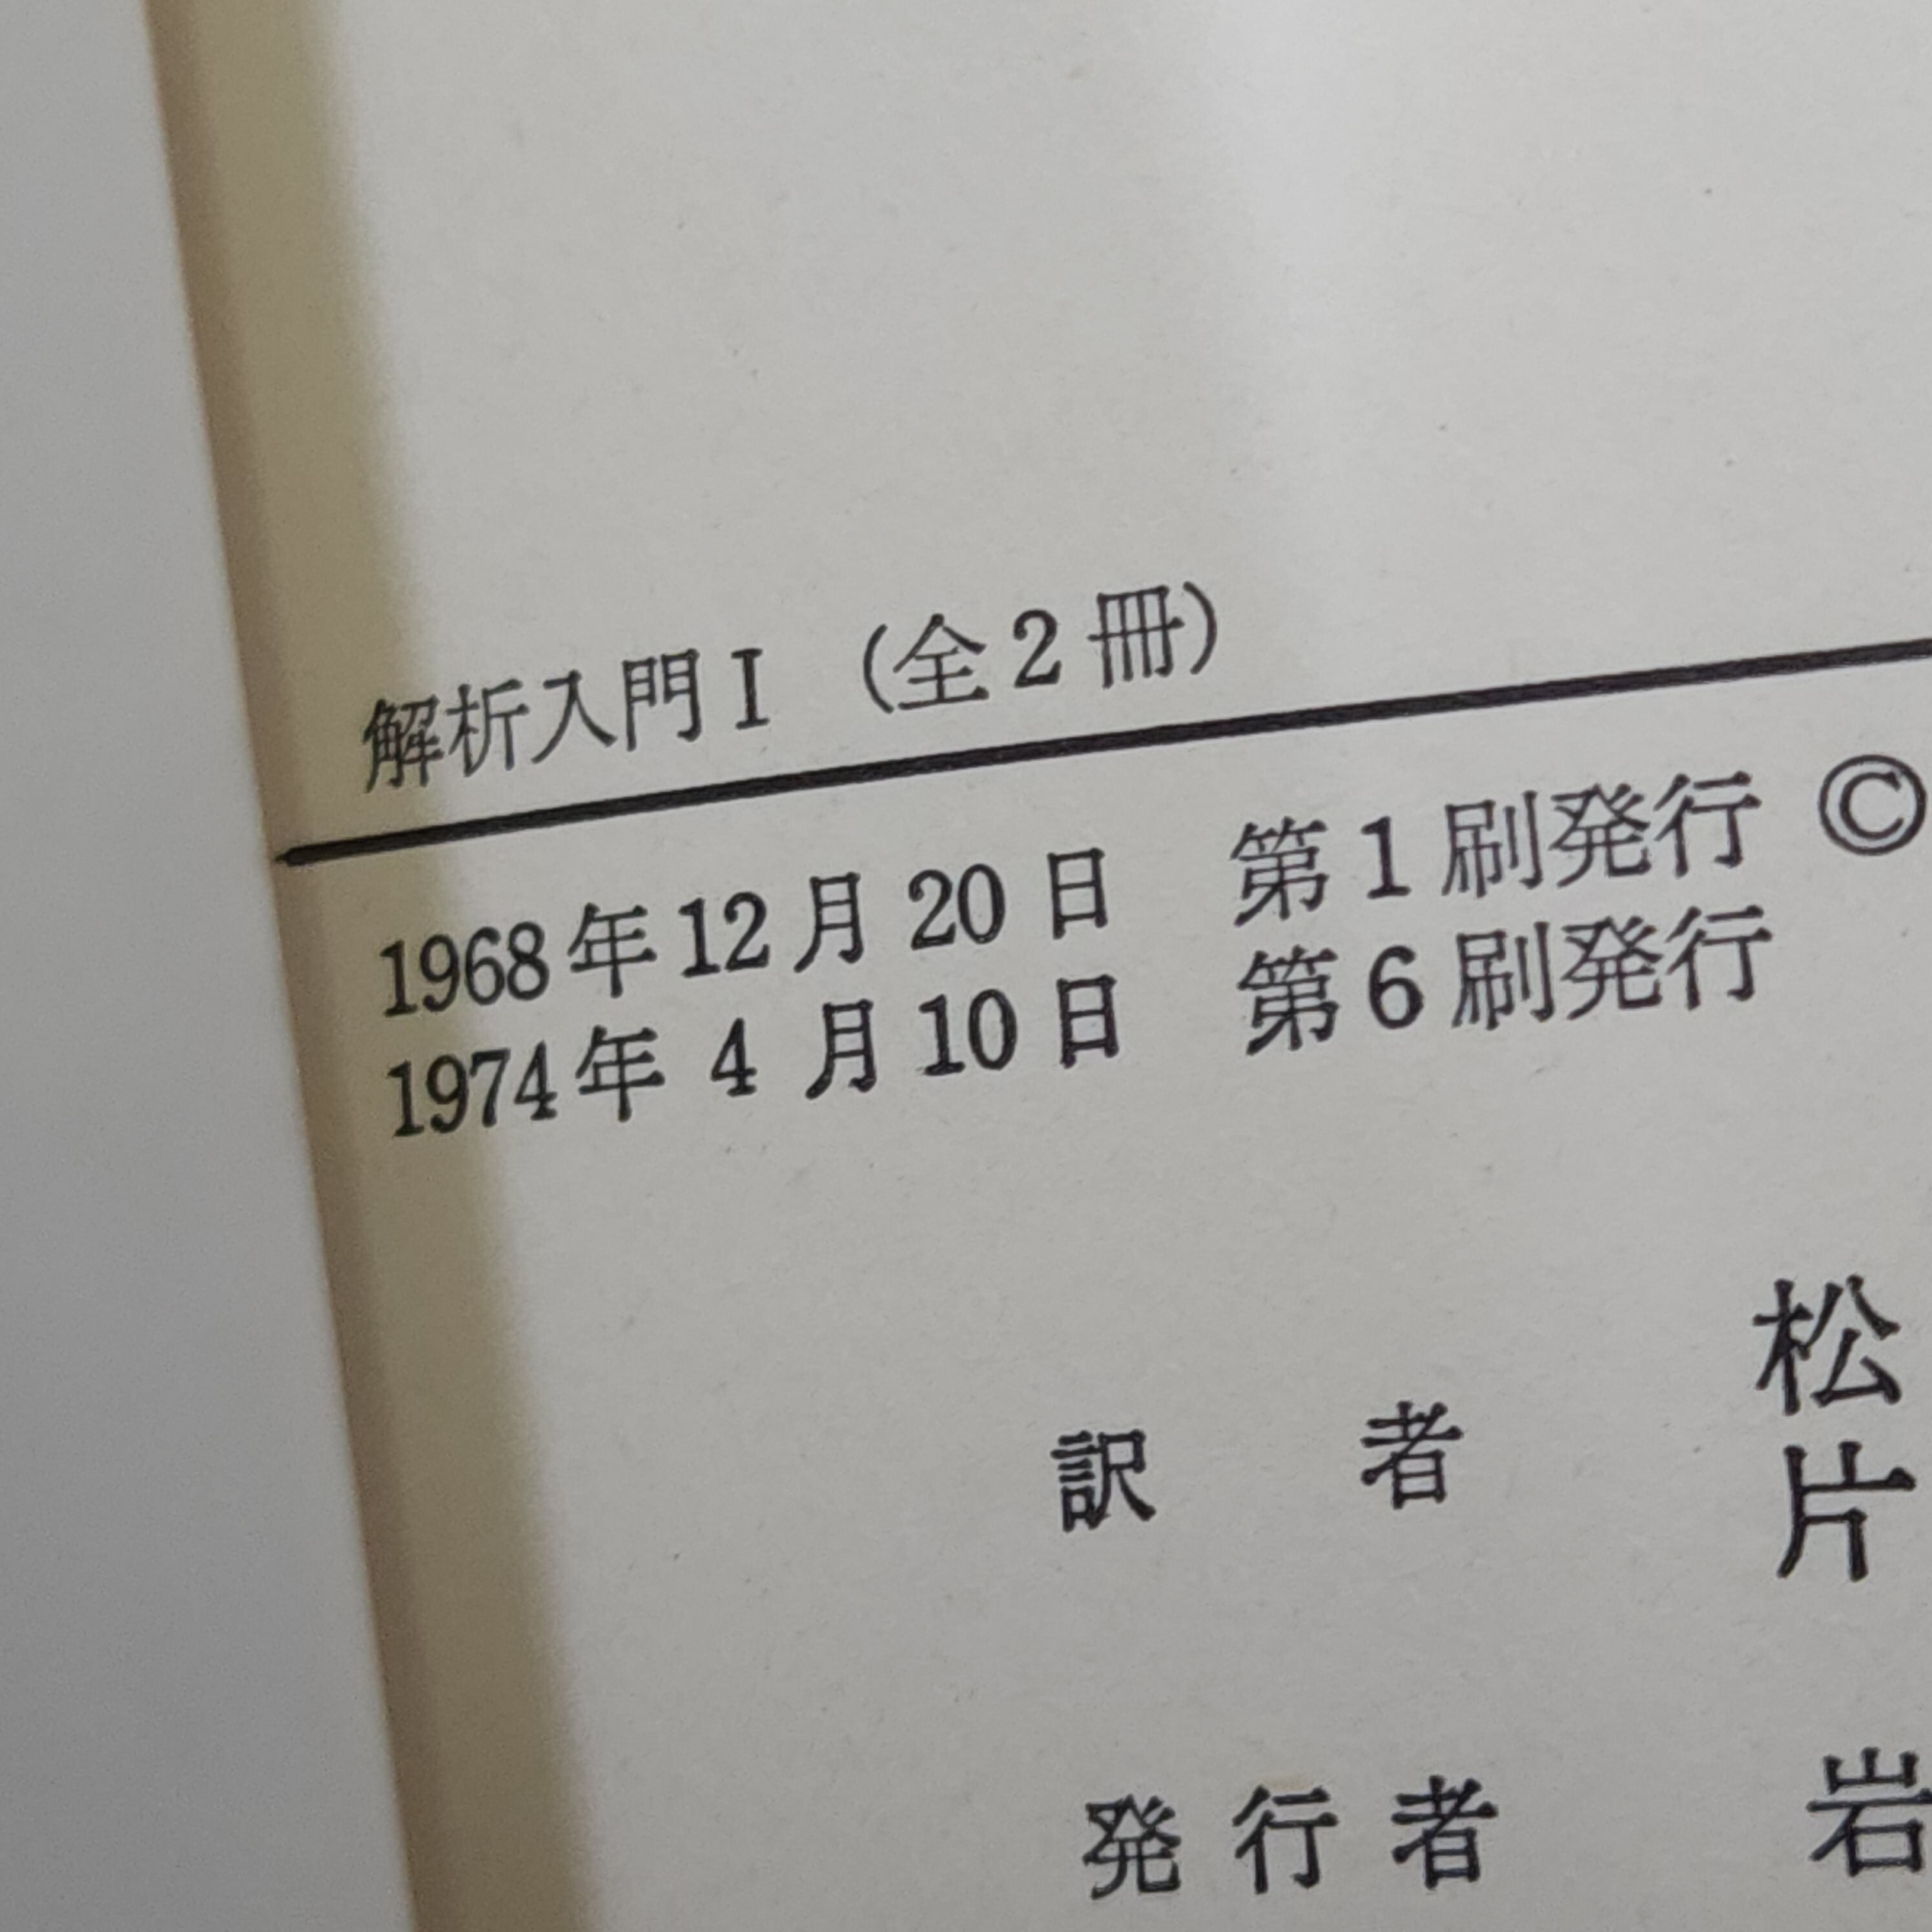 解析入門 I （全2冊）
1968年12月20日 第1刷発行 ©
1974年 4月10日 第6刷発行
松
訳者
片
発行者 岩